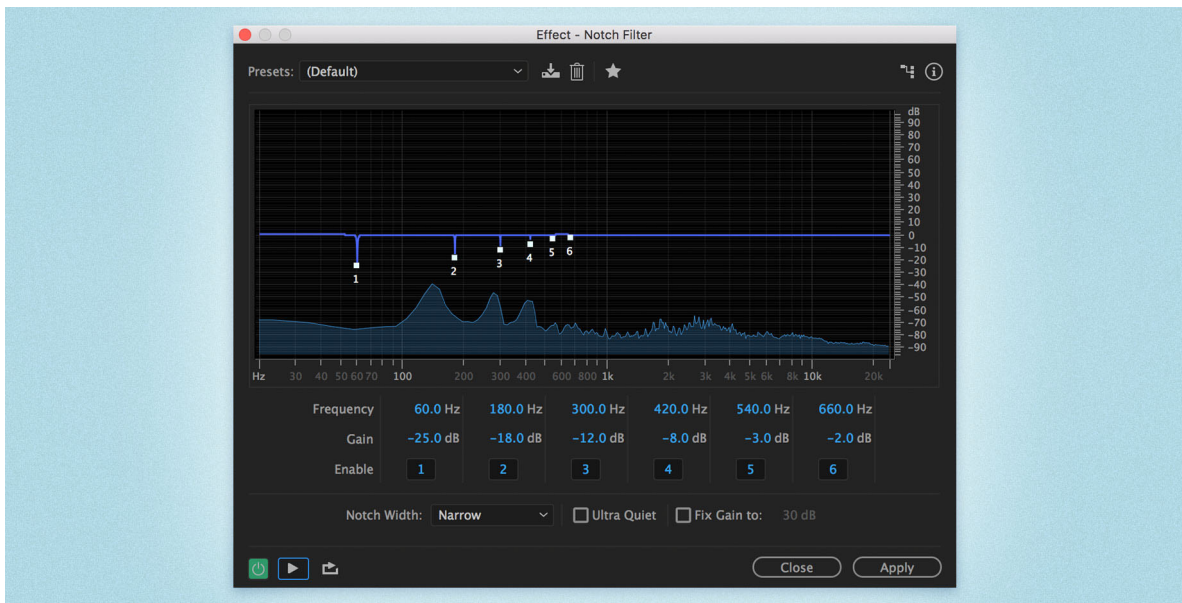 Effect - Notch Filter
Presets: (Default)
dB
90
80
70
60
50
40
30
20
10
0
-10
-20
-30
-40
-50
-60
-70
-80
-90
1
2
3
4
5
6
Hz 30 40 50 60 70 100 200 300 400 600 800 1k 2k 3k 4k 5k 6k 8k 10k 20k
Frequency 60.0 Hz 180.0 Hz 300.0 Hz 420.0 Hz 540.0 Hz 660.0 Hz
Gain -25.0 dB -18.0 dB -12.0 dB -8.0 dB -3.0 dB -2.0 dB
Enable 1 2 3 4 5 6
Notch Width: Narrow Ultra Quiet Fix Gain to: 30 dB
Close Apply